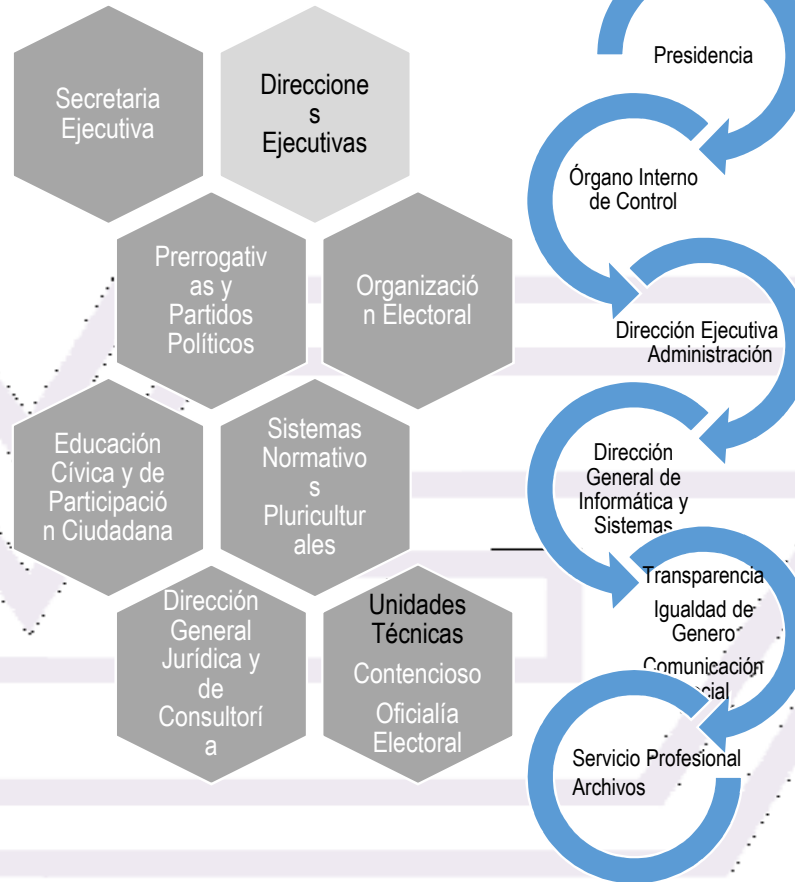 Secretaria
Ejecutiva
Direccione
s
Ejecutivas
Prerrogativ
as y
Partidos
Políticos
Organizació
n Electoral
Educación
Cívica y de
Participació
n Ciudadana
Sistemas
Normativo
s
Pluricultur
ales
Dirección
General
Jurídica y
de
Consultorí
a
Unidades
Técnicas
Contencioso
Oficialía
Electoral
Presidencia
Órgano Interno
de Control
Dirección Ejecutiva
Administración
Dirección
General de
Informática y
Sistemas
Transparencia
Igualdad de
Genero
Comunicación
Servicio Profesional
Archivos